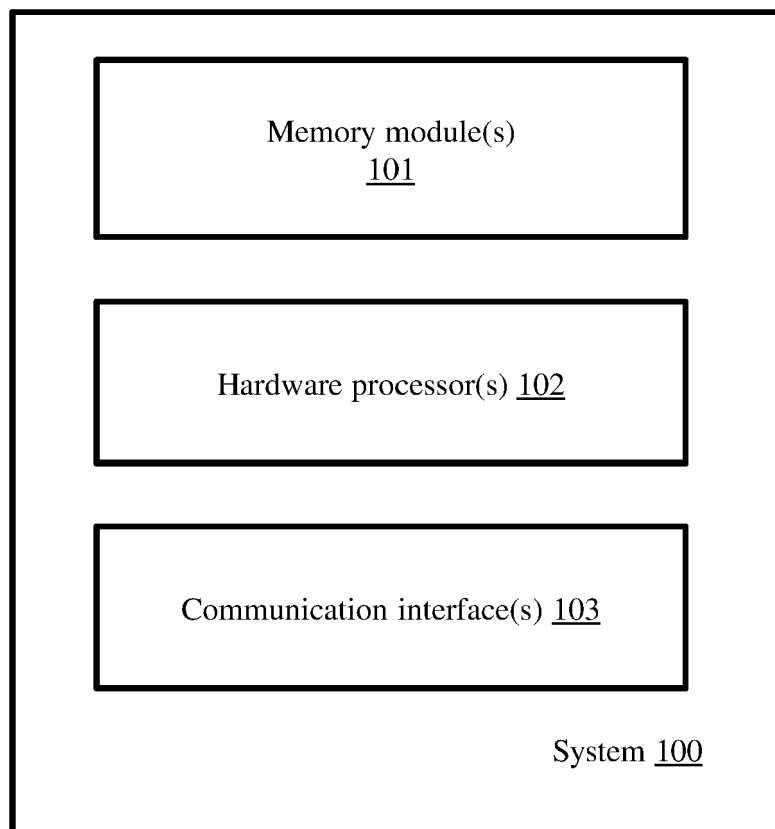 Memory module(s)
101
Hardware processor(s) 102
Communication interface(s) 103
System 100